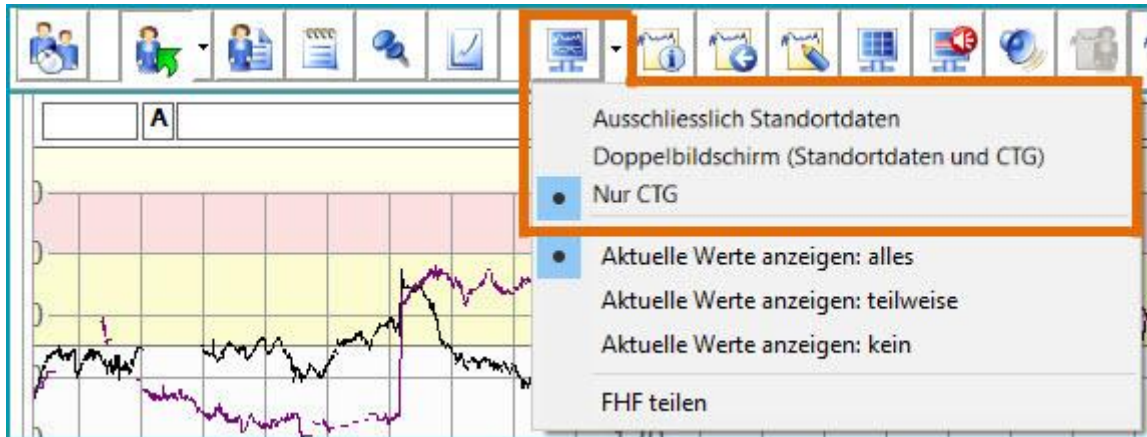 A
Ausschliesslich Standortdaten
Doppelbildschirm (Standortdaten und CTG)
Nur CTG
Aktuelle Werte anzeigen: alles
Aktuelle Werte anzeigen: teilweise
Aktuelle Werte anzeigen: kein
FHF teilen